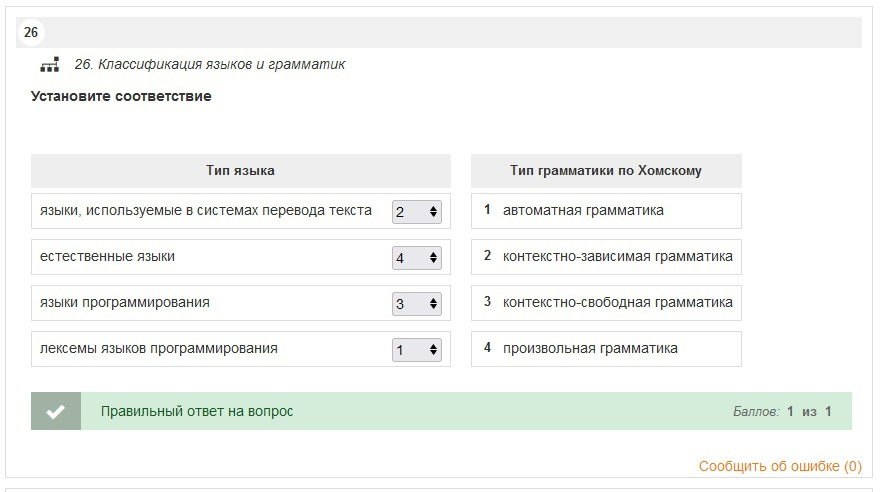 26
26. Классификация языков и грамматик
Установите соответствие
Тип языка Тип грамматики по Хомскому
языки, используемые в системах перевода текста 2 1 автоматная грамматика
естественные языки 4 2 контекстно-зависимая грамматика
языки программирования 3 3 контекстно-свободная грамматика
лексемы языков программирования 1 4 произвольная грамматика
Правильный ответ на вопрос Баллов: 1 из 1
Сообщить об ошибке (0)